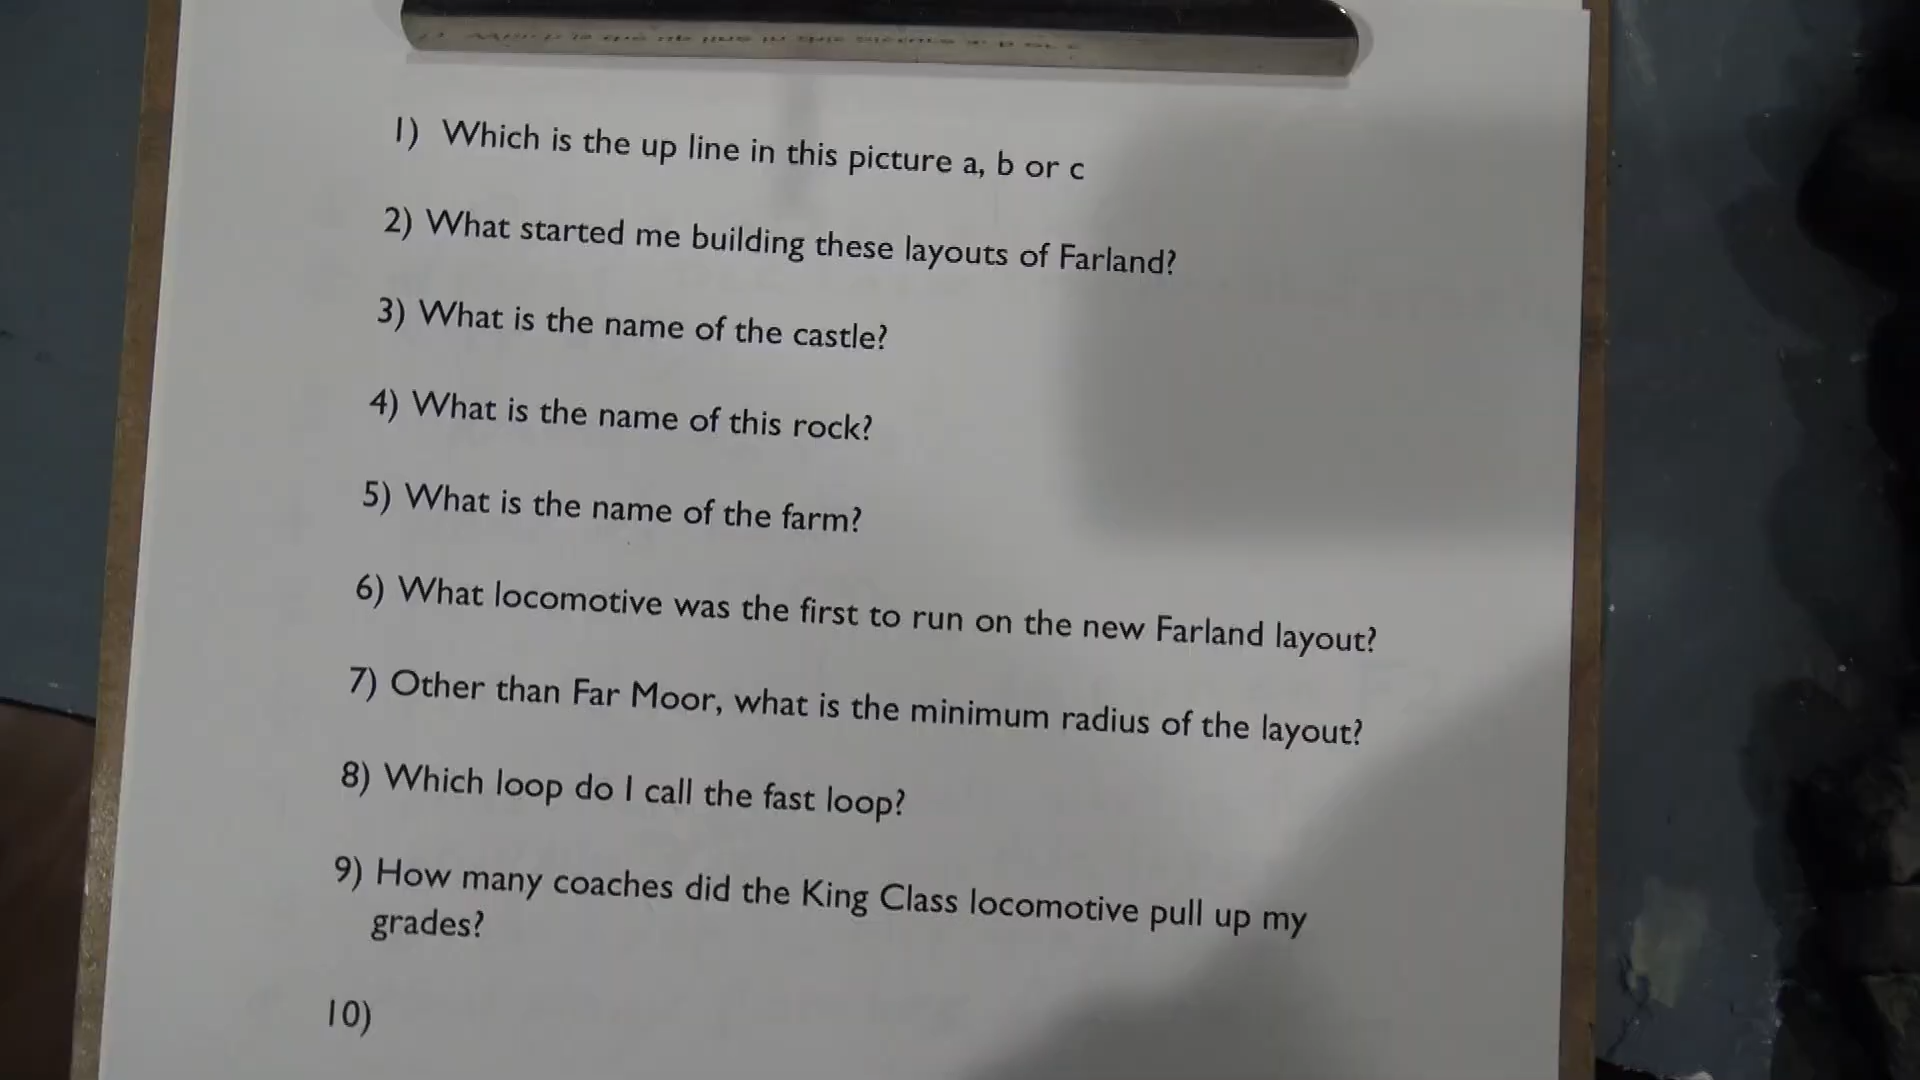 1) Which is the up line in this picture a, b or c
2) What started me building these layouts of Farland?
3) What is the name of the castle?
4) What is the name of this rock?
5) What is the name of the farm?
6) What locomotive was the first to run on the new Farland layout?
7) Other than Far Moor, what is the minimum radius of the layout?
8) Which loop do I call the fast loop?
9) How many coaches did the King Class locomotive pull up my
grades?
10)